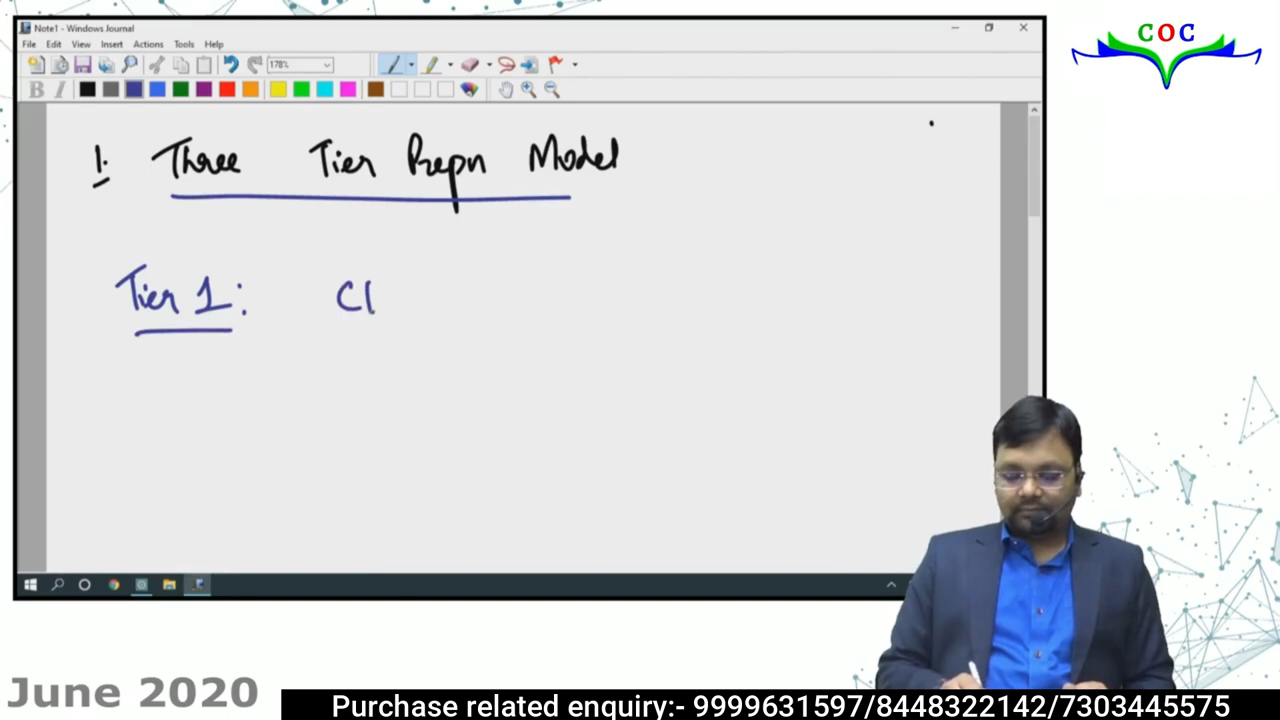 Note1 - Windows Journal
COC
File Edit View Insert Actions Tools Help
178%
B I
1. Three Tier Prepn Model
Tier 1: Cl
June 2020
Purchase related enquiry:- 9999631597/8448322142/7303445575